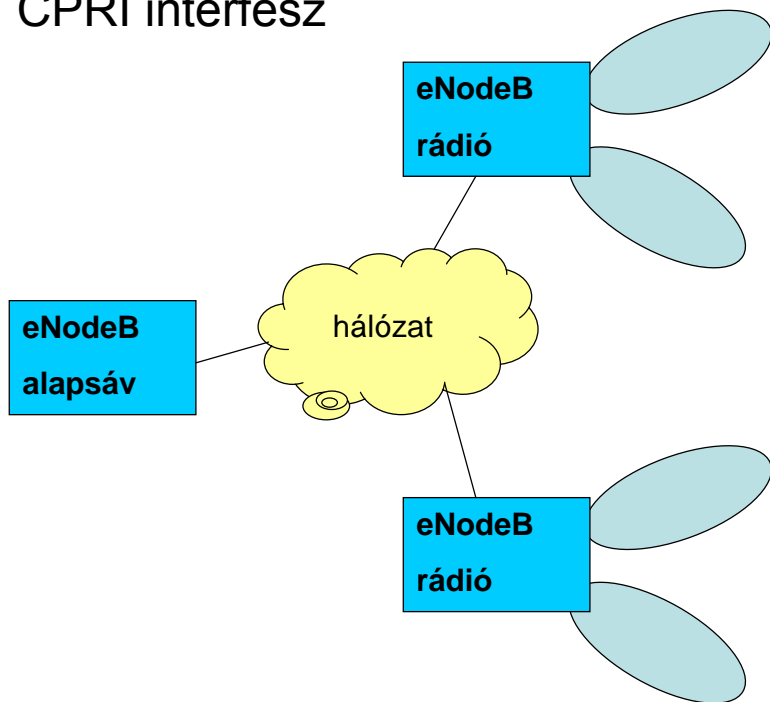 CPRI interfész
eNodeB
rádió
hálózat
eNodeB
alapsáv
eNodeB
rádió